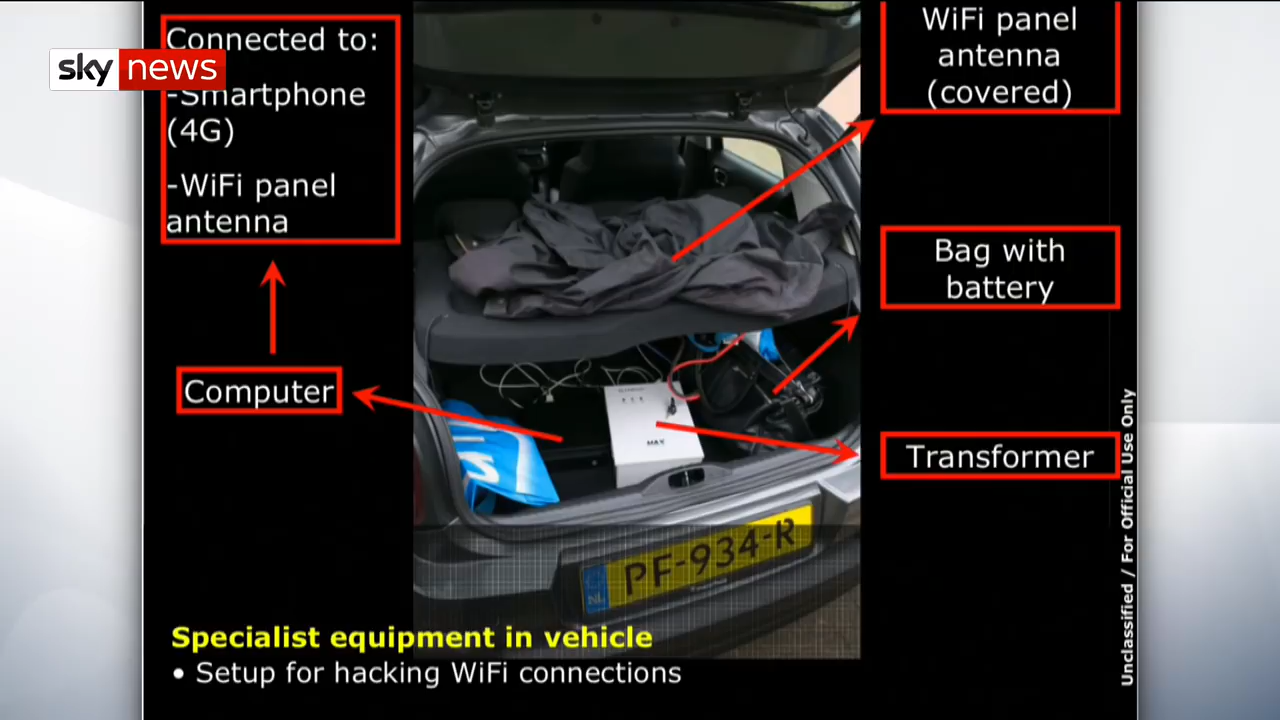 Connected to:
sky news
-Smartphone
(4G)
-WiFi panel
antenna
Computer
WiFi panel
antenna
(covered)
Bag with
battery
Transformer
MAX
NL
PF-934-R
Specialist equipment in vehicle
• Setup for hacking WiFi connections
Unclassified / For Official Use Only